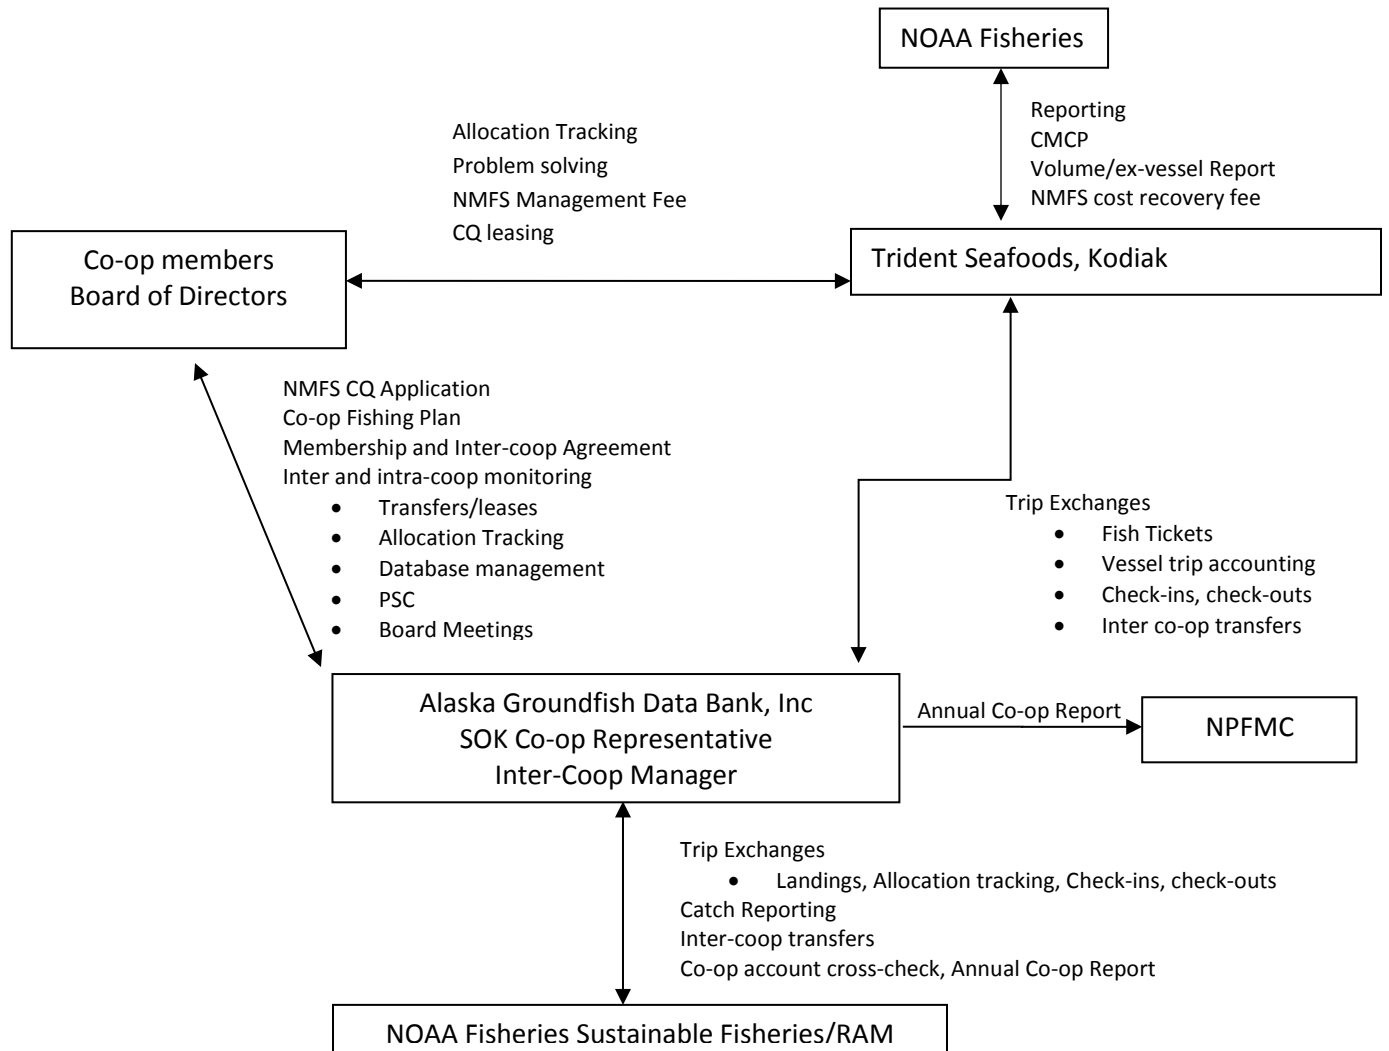 NOAA Fisheries
Reporting
CMCP
Volume/ex-vessel Report
NMFS cost recovery fee
Allocation Tracking
Problem solving
NMFS Management Fee
CQ leasing
Co-op members
Board of Directors
Trident Seafoods, Kodiak
NMFS CQ Application
Co-op Fishing Plan
Membership and Inter-coop Agreement
Inter and intra-coop monitoring
• Transfers/leases
• Allocation Tracking
• Database management
• PSC
• Board Meetings
Trip Exchanges
• Fish Tickets
• Vessel trip accounting
• Check-ins, check-outs
• Inter co-op transfers
Alaska Groundfish Data Bank, Inc
SOK Co-op Representative
Inter-Coop Manager
Annual Co-op Report
NPFMC
Trip Exchanges
• Landings, Allocation tracking, Check-ins, check-outs
Catch Reporting
Inter-coop transfers
Co-op account cross-check, Annual Co-op Report
NOAA Fisheries Sustainable Fisheries/RAM